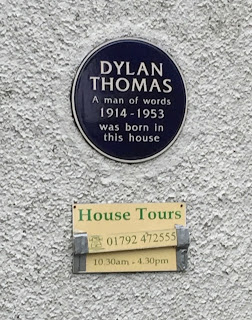 DYLAN
THOMAS
A man of words
1914-1953
was born in
this house
House Tours
01792 472555
10.30am - 4.30pm